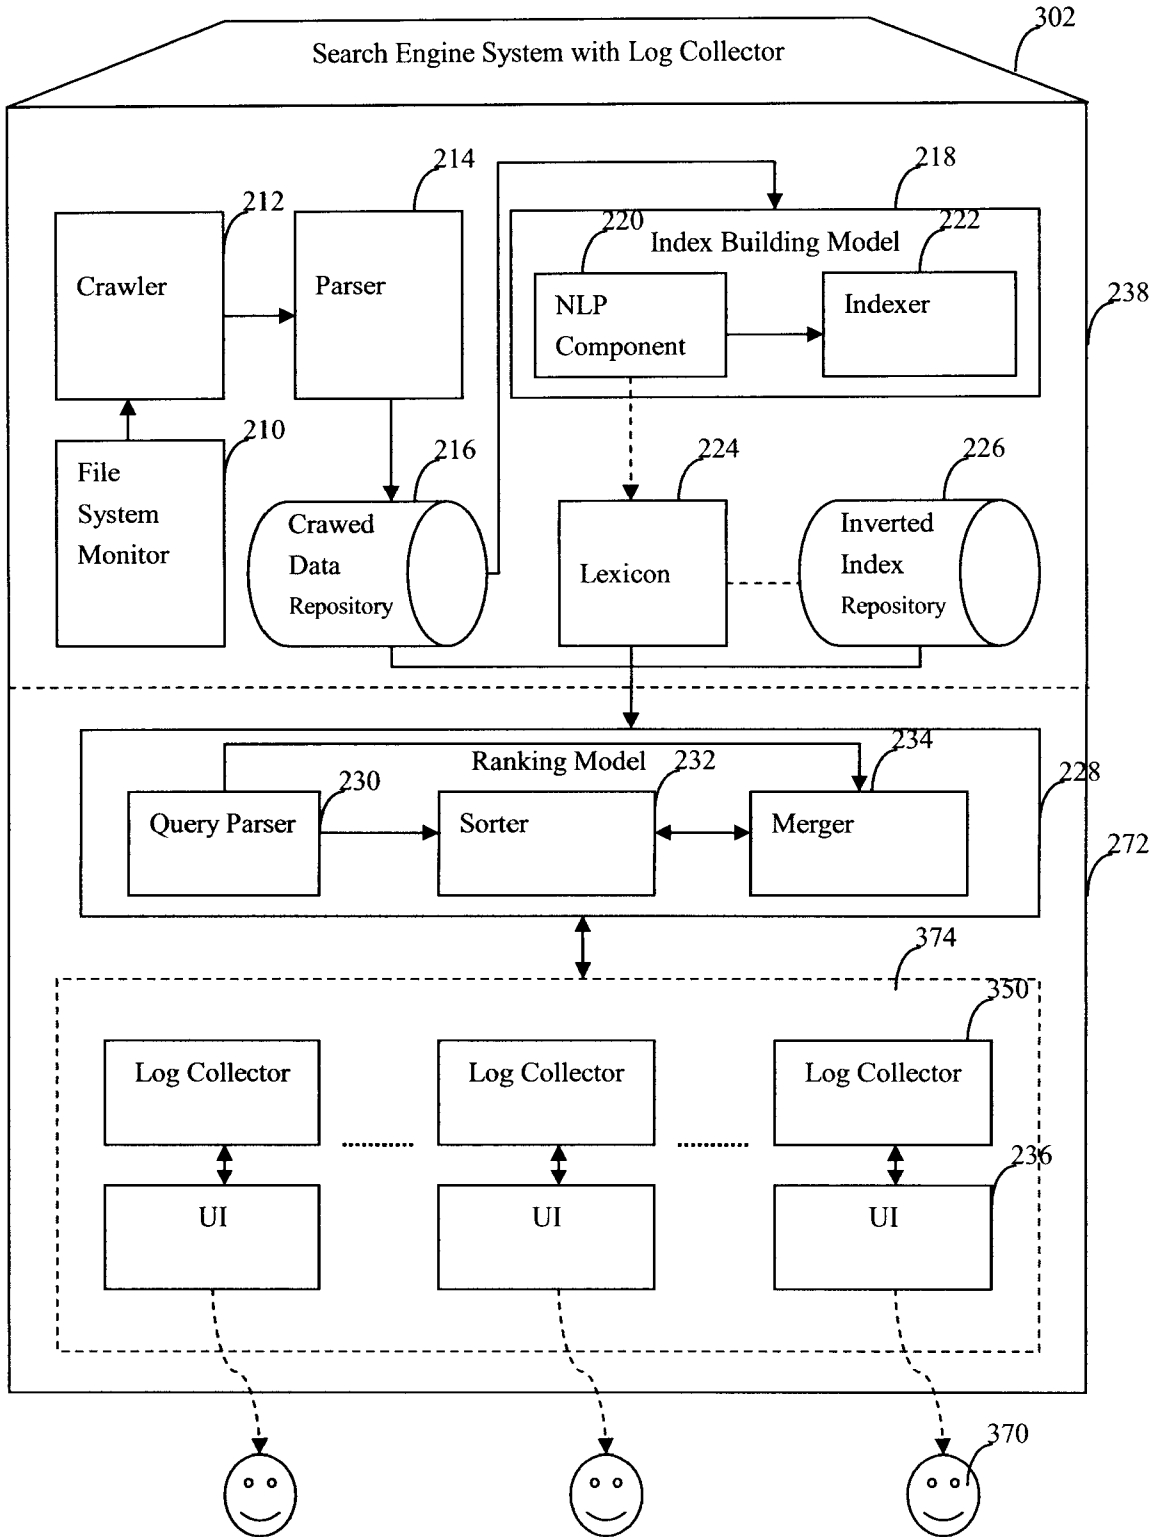 302
Search Engine System with Log Collector
214
218
212
220
222
Index Building Model
Crawler
Parser
NLP
Component
Indexer
238
210
216
224
226
File
System
Monitor
Crawed
Data
Repository
Lexicon
Inverted
Index
Repository
Ranking Model
230
232
234
228
Query Parser
Sorter
Merger
272
374
350
Log Collector
Log Collector
Log Collector
236
UI
UI
UI
370